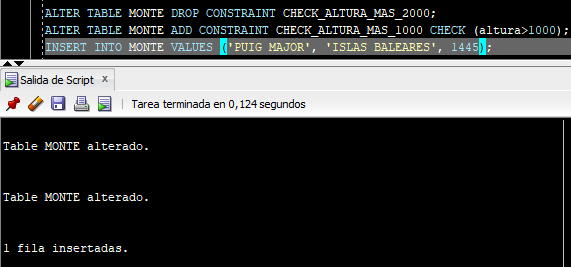 ALTER TABLE MONTE DROP CONSTRAINT CHECK_ALTURA_MAS_2000;
ALTER TABLE MONTE ADD CONSTRAINT CHECK_ALTURA_MAS_1000 CHECK (altura>1000);
INSERT INTO MONTE VALUES ('PUIG MAJOR', 'ISLAS BALEARES', 1445);
Salida de Script x
Tarea terminada en 0,124 segundos
Table MONTE alterado.
Table MONTE alterado.
1 fila insertadas.